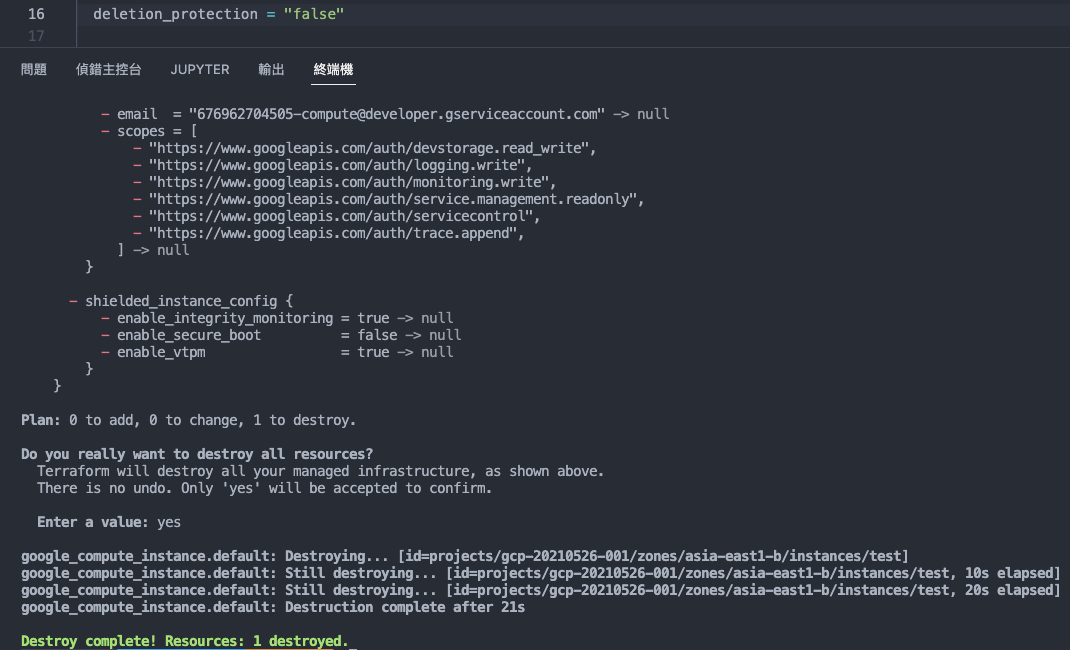 16 deletion_protection = "false"
17
問題 偵錯主控台 JUPYTER 輸出 終端機
- email = "676962704505-compute@developer.gserviceaccount.com" -> null
- scopes = [
- "https://www.googleapis.com/auth/devstorage.read_write",
- "https://www.googleapis.com/auth/logging.write",
- "https://www.googleapis.com/auth/monitoring.write",
- "https://www.googleapis.com/auth/service.management.readonly",
- "https://www.googleapis.com/auth/servicecontrol",
- "https://www.googleapis.com/auth/trace.append",
] -> null
}
- shielded_instance_config {
- enable_integrity_monitoring = true -> null
- enable_secure_boot = false -> null
- enable_vtpm = true -> null
}
}
Plan: 0 to add, 0 to change, 1 to destroy.
Do you really want to destroy all resources?
Terraform will destroy all your managed infrastructure, as shown above.
There is no undo. Only 'yes' will be accepted to confirm.
Enter a value: yes
google_compute_instance.default: Destroying... [id=projects/gcp-20210526-001/zones/asia-east1-b/instances/test]
google_compute_instance.default: Still destroying... [id=projects/gcp-20210526-001/zones/asia-east1-b/instances/test, 10s elapsed]
google_compute_instance.default: Still destroying... [id=projects/gcp-20210526-001/zones/asia-east1-b/instances/test, 20s elapsed]
google_compute_instance.default: Destruction complete after 21s
Destroy complete! Resources: 1 destroyed.